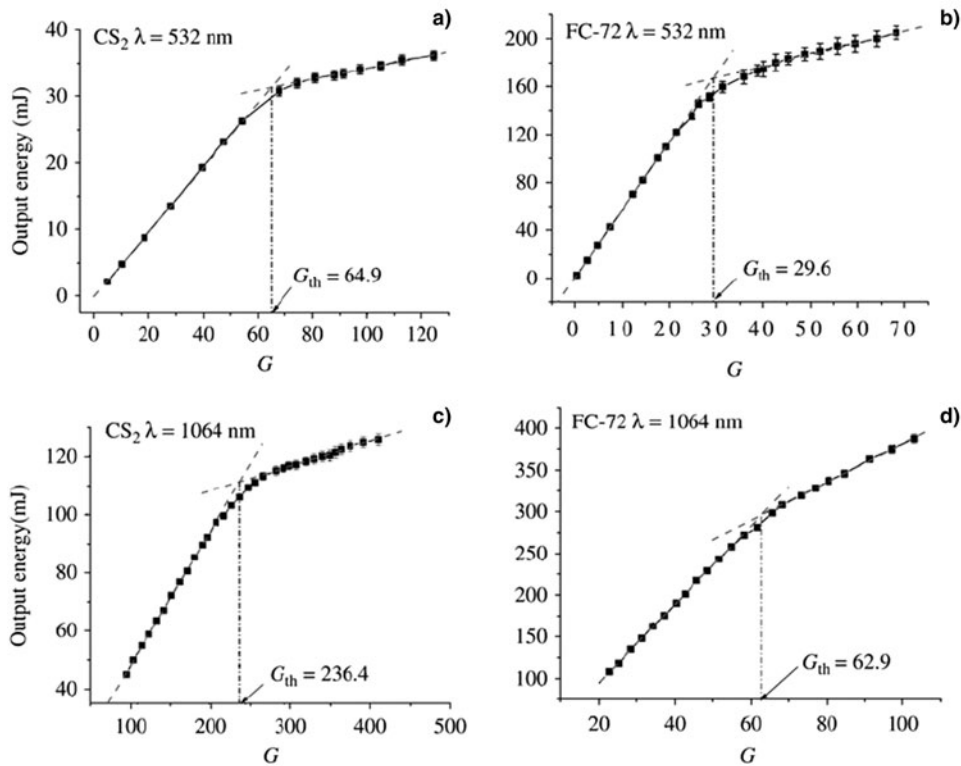 a)
CS₂ λ = 532 nm
Output energy (mJ)
40
30
20
10
0
0 20 40 60 80 100 120
G
Gth = 64.9
b)
FC-72 λ = 532 nm
200
160
120
80
40
0
0 10 20 30 40 50 60 70
G
Gth = 29.6
c)
CS₂ λ = 1064 nm
Output energy(mJ)
120
100
80
60
40
100 200 300 400 500
G
Gth = 236.4
d)
FC-72 λ = 1064 nm
400
350
300
250
200
150
100
20 40 60 80 100
G
Gth = 62.9